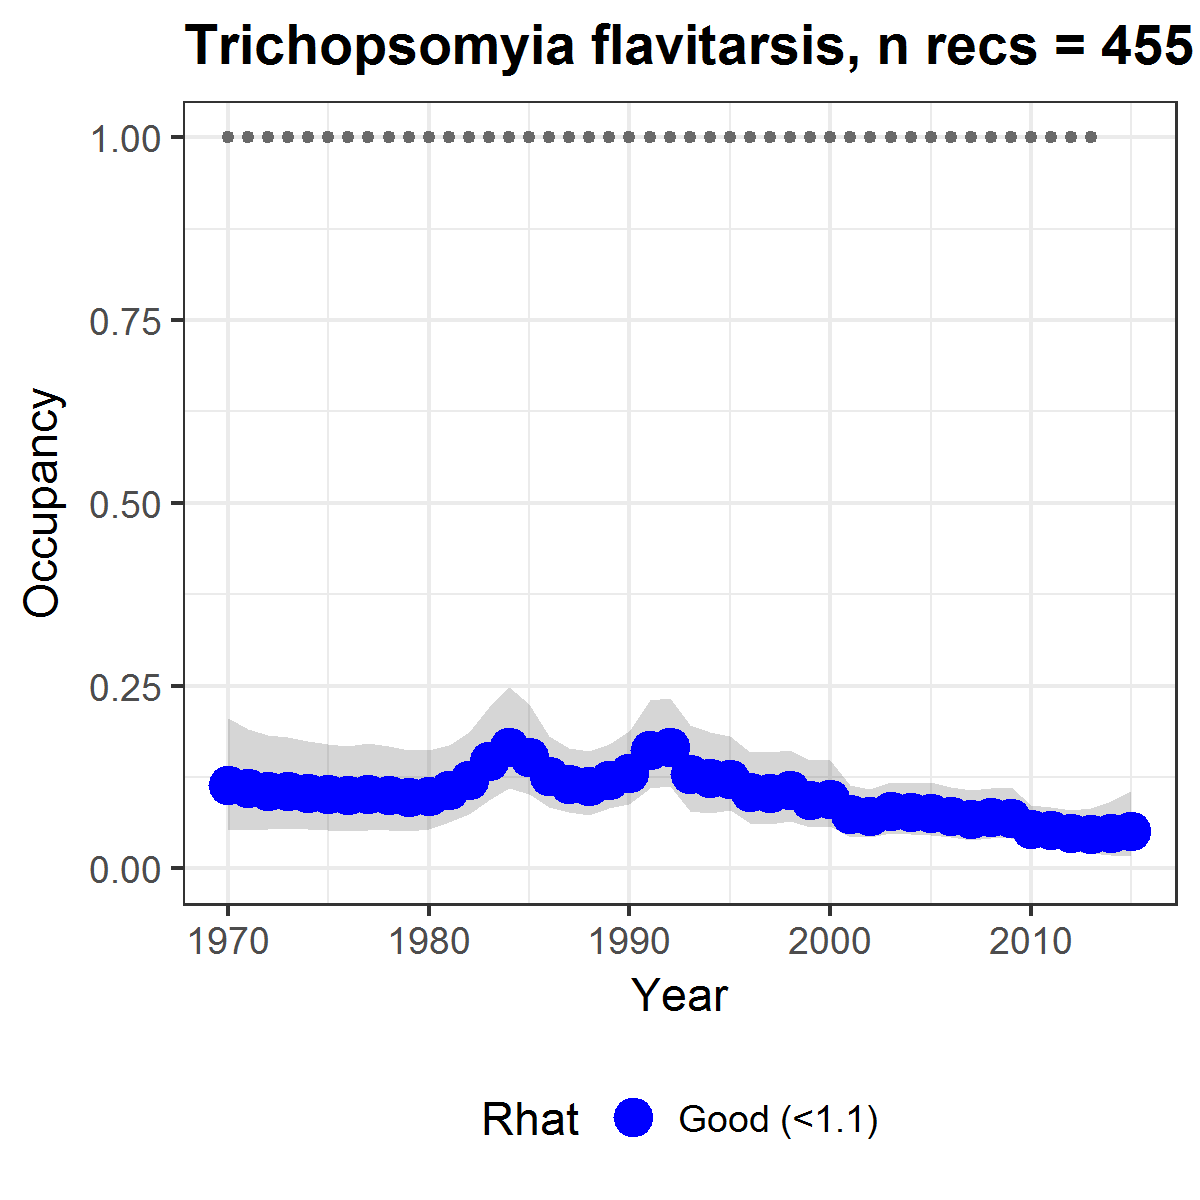 Trichopsomyia flavitarsis, n recs = 455
1.00
0.75
0.50
0.25
0.00
Occupancy
1970 1980 1990 2000 2010
Year
Rhat Good (<1.1)